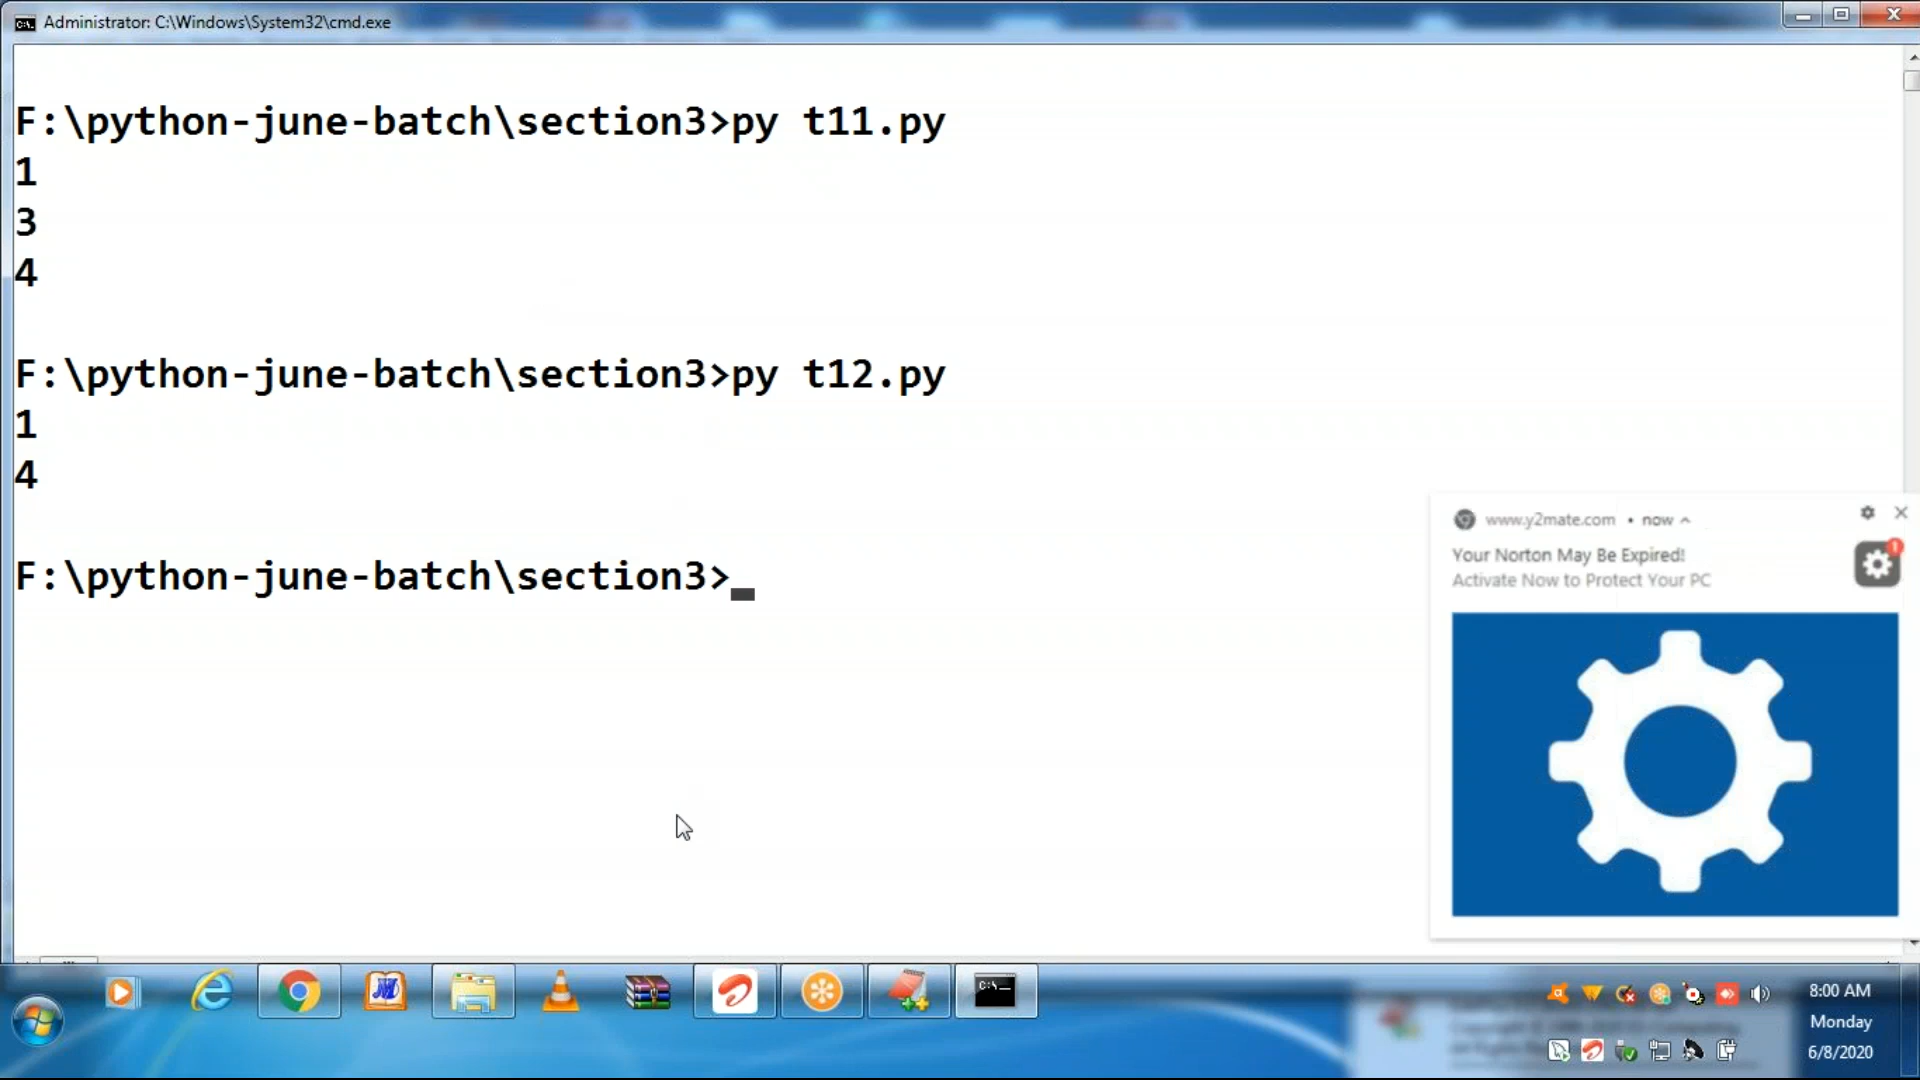 Administrator: C:\Windows\System32\cmd.exe
F:\python-june-batch\section3>py t11.py
1
3
4
F:\python-june-batch\section3>py t12.py
1
4
F:\python-june-batch\section3>_
www.y2mate.com • now
Your Norton May Be Expired!
Activate Now to Protect Your PC
8:00 AM
Monday
6/8/2020